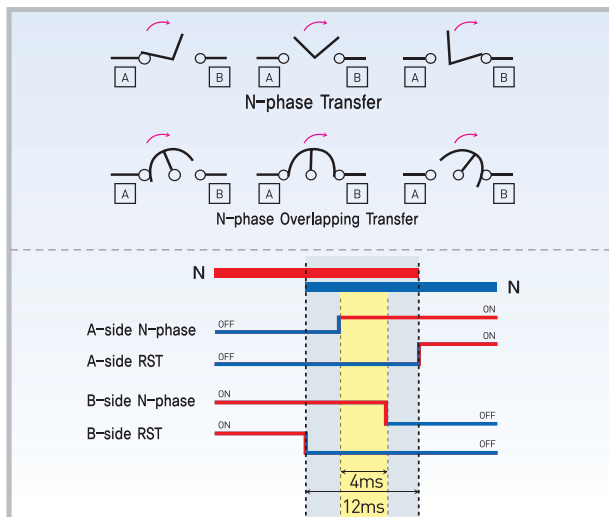 A B A B A B
N-phase Transfer
A B A B A B
N-phase Overlapping Transfer
N
N
A-side N-phase OFF ON
A-side RST OFF ON
B-side N-phase ON OFF
B-side RST ON OFF
4ms
12ms